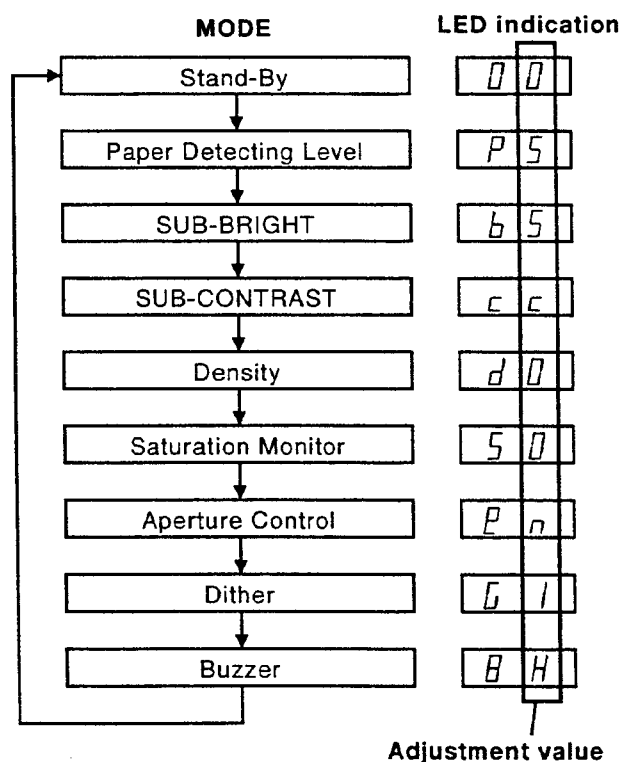 MODE LED indication
Stand-By 0 0
Paper Detecting Level P 5
SUB-BRIGHT b 5
SUB-CONTRAST c c
Density d 0
Saturation Monitor 5 0
Aperture Control P n
Dither G 1
Buzzer B H
Adjustment value